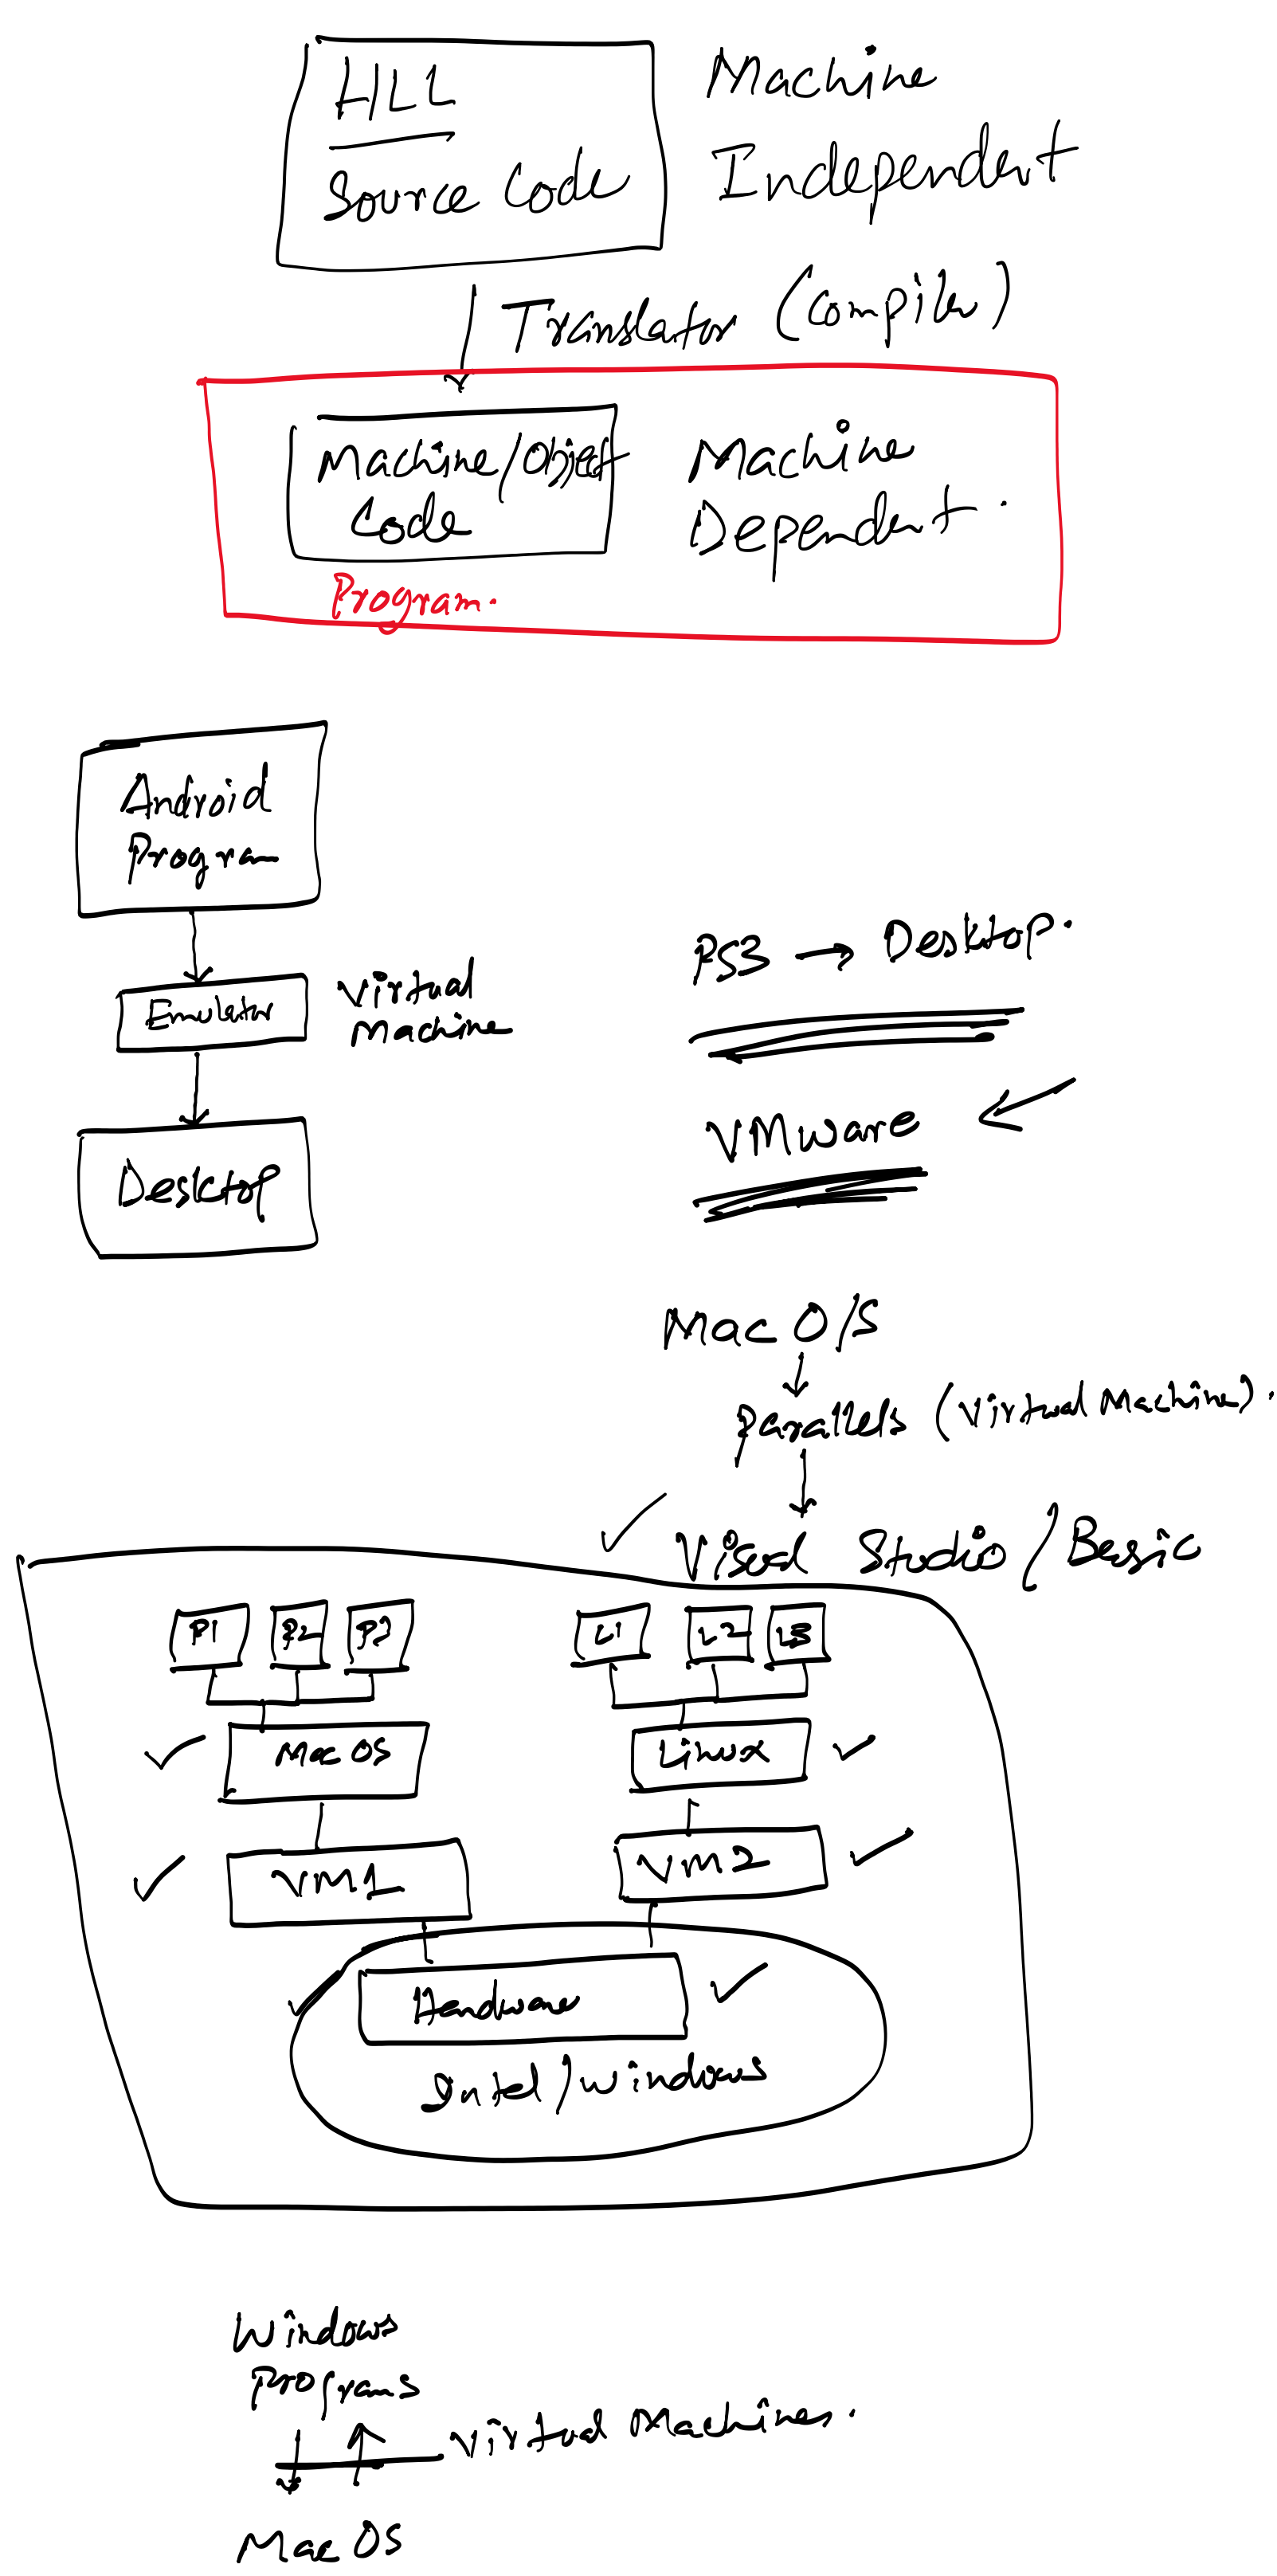 HLL
Source Code
Machine
Independent
Translator (Compiler)
Machine/Object
Code
Machine
Dependent.
Program.
Android
Program
Emulator
Virtual
Machine
Desktop
PS3 → Desktop.
VMware
Mac O/S
Parallels (Virtual Machine).
Visual Studio / Basic
P1 P2 P3
L1 L2 L3
Mac OS
Linux
VM1
VM2
Hardware
Intel/windows
Windows
Programs
Virtual Machines.
Mac OS